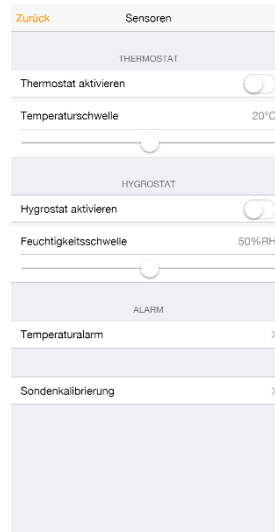 Zurück Sensoren
THERMOSTAT
Thermostat aktivieren
Temperaturschwelle 20°C
HYGROSTAT
Hygrostat aktivieren
Feuchtigkeitsschwelle 50%RH
ALARM
Temperaturalarm
Sondenkalibrierung